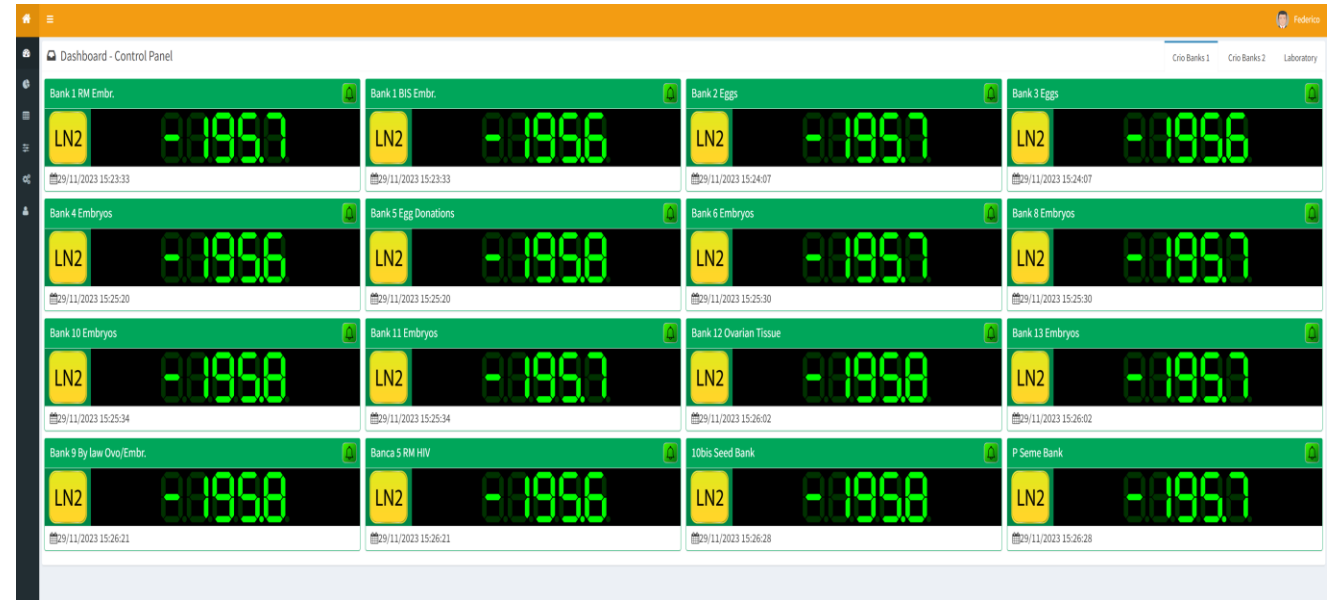 Federico
Dashboard - Control Panel
Crio Banks 1 Crio Banks 2 Laboratory
Bank 1 RM Embr. Bank 1 BIS Embr. Bank 2 Eggs Bank 3 Eggs
LN2 -195.7 LN2 -195.6 LN2 -195.7 LN2 -195.6
29/11/2023 15:23:33 29/11/2023 15:23:33 29/11/2023 15:24:07 29/11/2023 15:24:07
Bank 4 Embryos Bank 5 Egg Donations Bank 6 Embryos Bank 8 Embryos
LN2 -195.6 LN2 -195.8 LN2 -195.7 LN2 -195.7
29/11/2023 15:25:20 29/11/2023 15:25:20 29/11/2023 15:25:30 29/11/2023 15:25:30
Bank 10 Embryos Bank 11 Embryos Bank 12 Ovarian Tissue Bank 13 Embryos
LN2 -195.8 LN2 -195.7 LN2 -195.8 LN2 -195.7
29/11/2023 15:25:34 29/11/2023 15:25:34 29/11/2023 15:26:02 29/11/2023 15:26:02
Bank 9 By law Ovo/Embr. Banca 5 RM HIV 10bis Seed Bank P Seme Bank
LN2 -195.8 LN2 -195.6 LN2 -195.8 LN2 -195.7
29/11/2023 15:26:21 29/11/2023 15:26:21 29/11/2023 15:26:28 29/11/2023 15:26:28